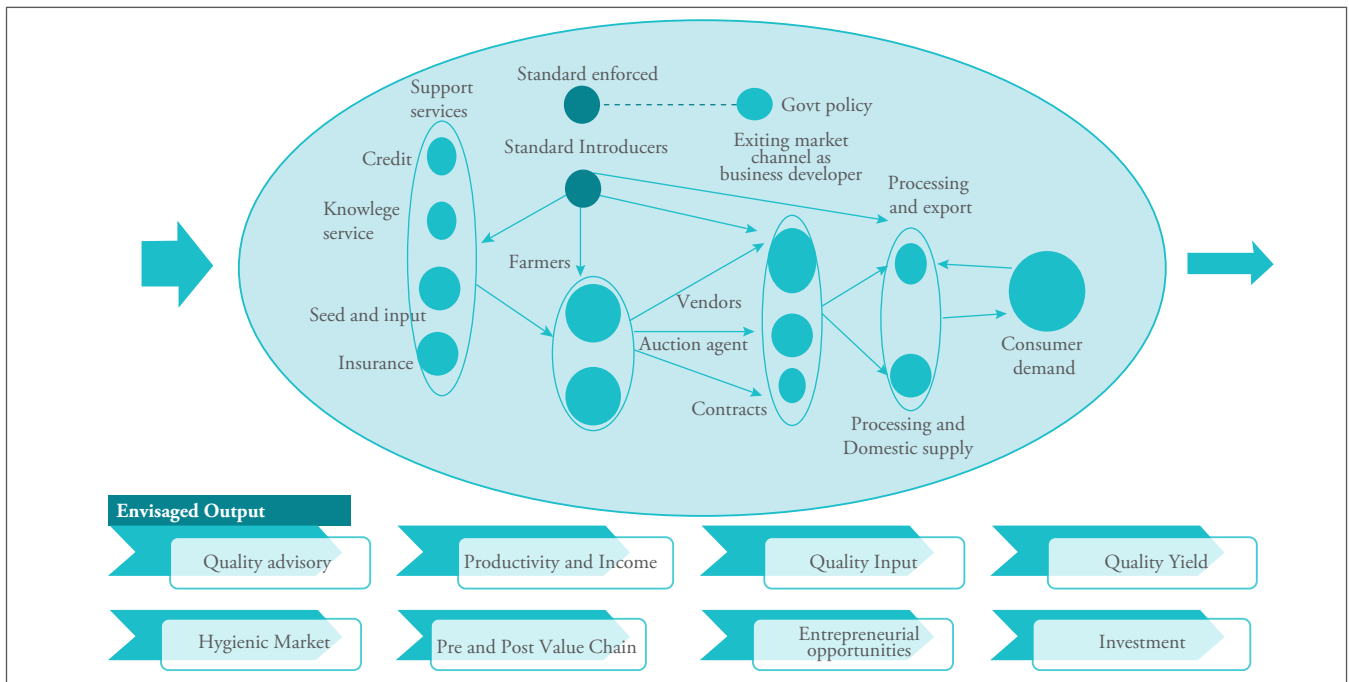 Support
services
Standard enforced
Govt policy
Credit
Standard Introducers
Exiting market
channel as
business developer
Processing
and export
Knowlege
service
Farmers
Seed and input
Vendors
Auction agent
Insurance
Contracts
Consumer
demand
Processing and
Domestic supply
Envisaged Output
Quality advisory
Productivity and Income
Quality Input
Quality Yield
Hygienic Market
Pre and Post Value Chain
Entrepreneurial
opportunities
Investment